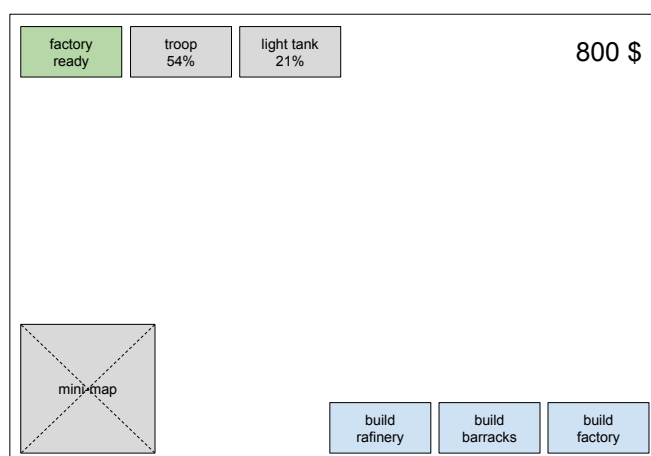 factory
ready
troop
54%
light tank
21%
800 $
mini-map
build
rafinery
build
barracks
build
factory